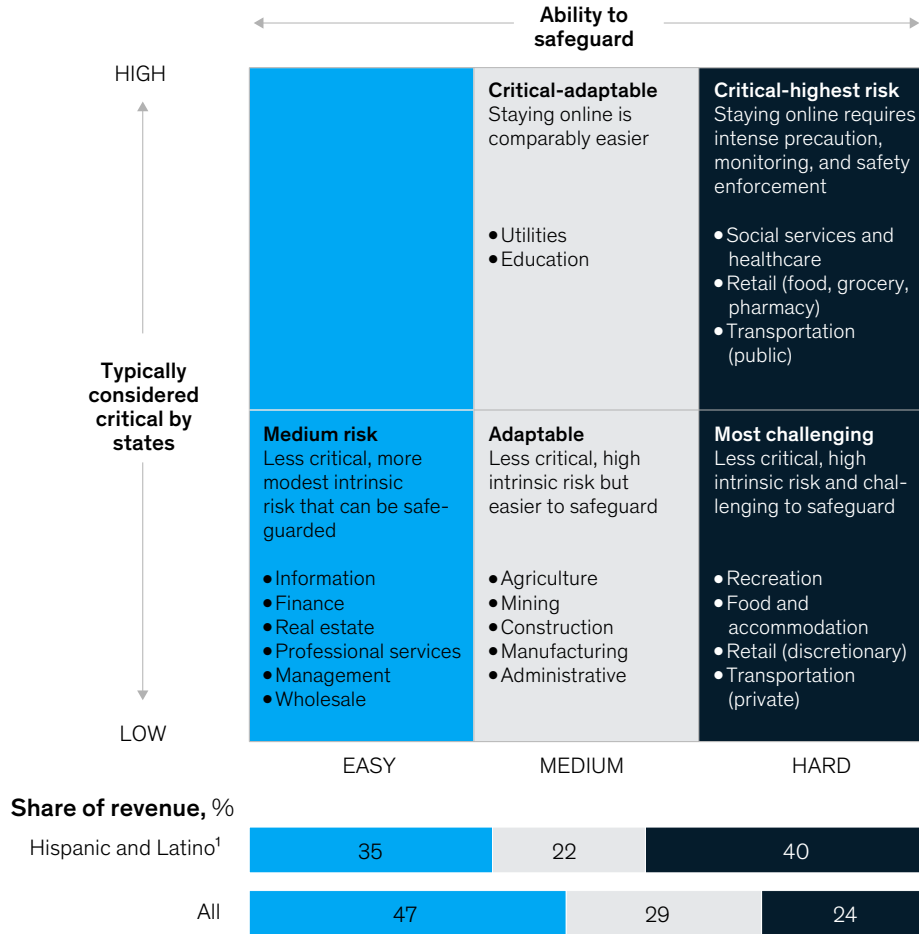 Ability to
safeguard
HIGH
Critical-adaptable
Staying online is
comparably easier
• Utilities
• Education
Critical-highest risk
Staying online requires
intense precaution,
monitoring, and safety
enforcement
• Social services and
healthcare
• Retail (food, grocery,
pharmacy)
• Transportation
(public)
Typically
considered
critical by
states
Medium risk
Less critical, more
modest intrinsic
risk that can be safe-
guarded
• Information
• Finance
• Real estate
• Professional services
• Management
• Wholesale
Adaptable
Less critical, high
intrinsic risk but
easier to safeguard
• Agriculture
• Mining
• Construction
• Manufacturing
• Administrative
Most challenging
Less critical, high
intrinsic risk and chal-
lenging to safeguard
• Recreation
• Food and
accommodation
• Retail (discretionary)
• Transportation
(private)
LOW
EASY MEDIUM HARD
Share of revenue, %
Hispanic and Latino¹ 35 22 40
All 47 29 24